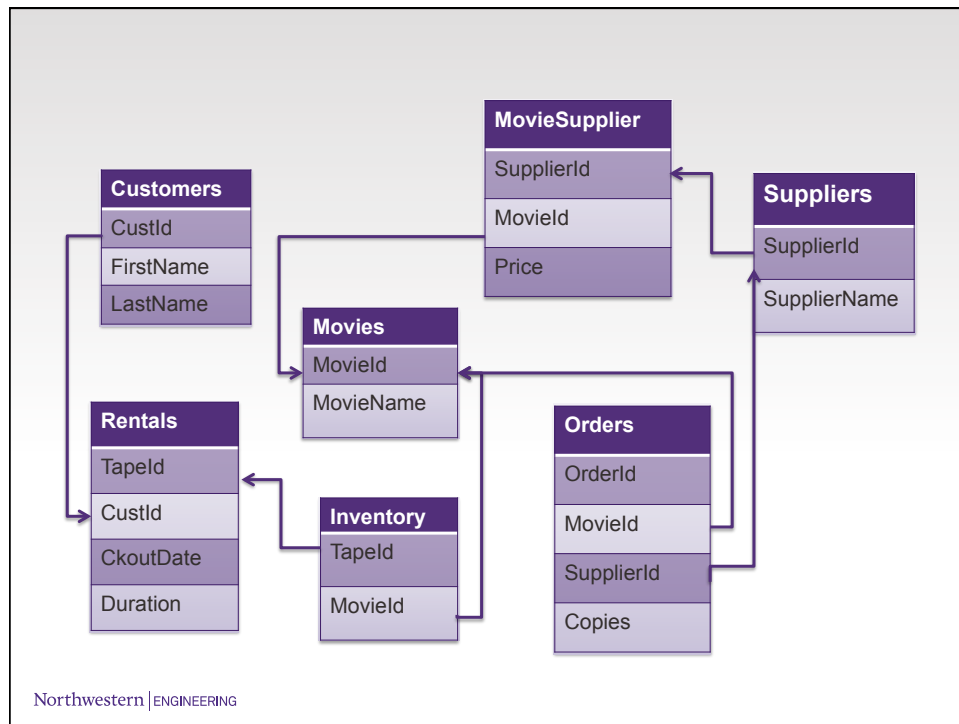 MovieSupplier
SupplierId
MovieId
Price
Suppliers
SupplierId
SupplierName
Customers
CustId
FirstName
LastName
Movies
MovieId
MovieName
Rentals
TapeId
CustId
CkoutDate
Duration
Inventory
TapeId
MovieId
Orders
OrderId
MovieId
SupplierId
Copies
Northwestern | ENGINEERING